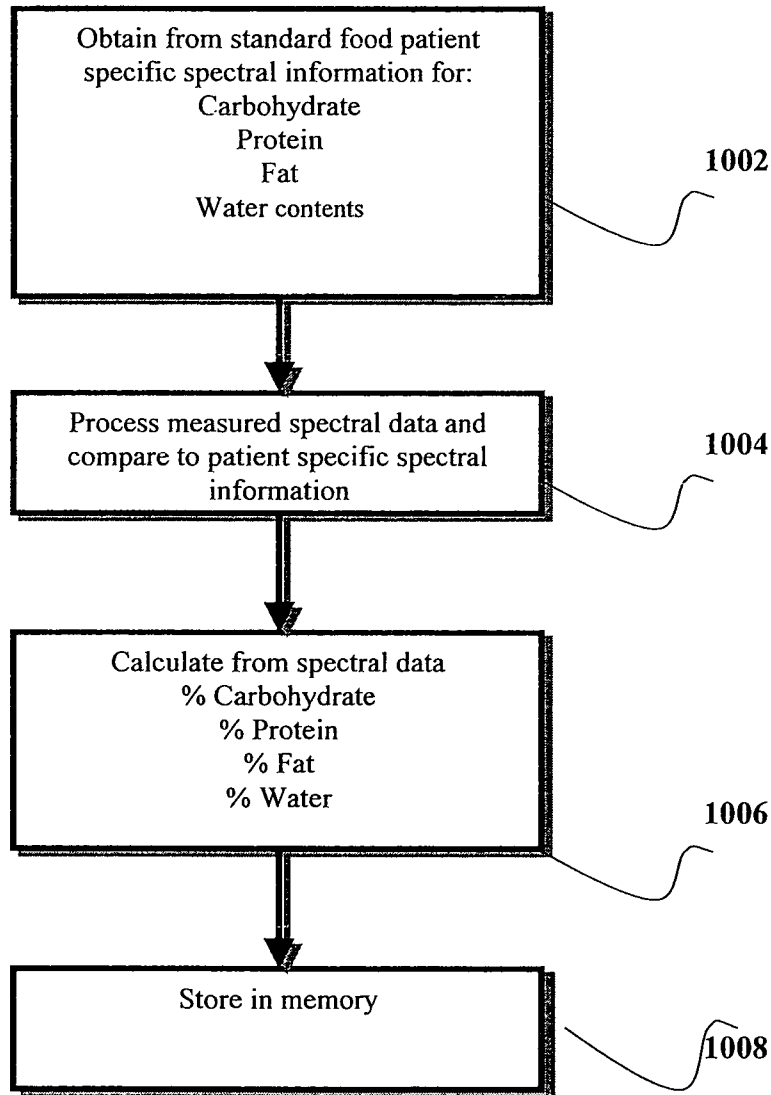 Obtain from standard food patient
specific spectral information for:
Carbohydrate
Protein
Fat
Water contents
1002
Process measured spectral data and
compare to patient specific spectral
information
1004
Calculate from spectral data
% Carbohydrate
% Protein
% Fat
% Water
1006
Store in memory
1008